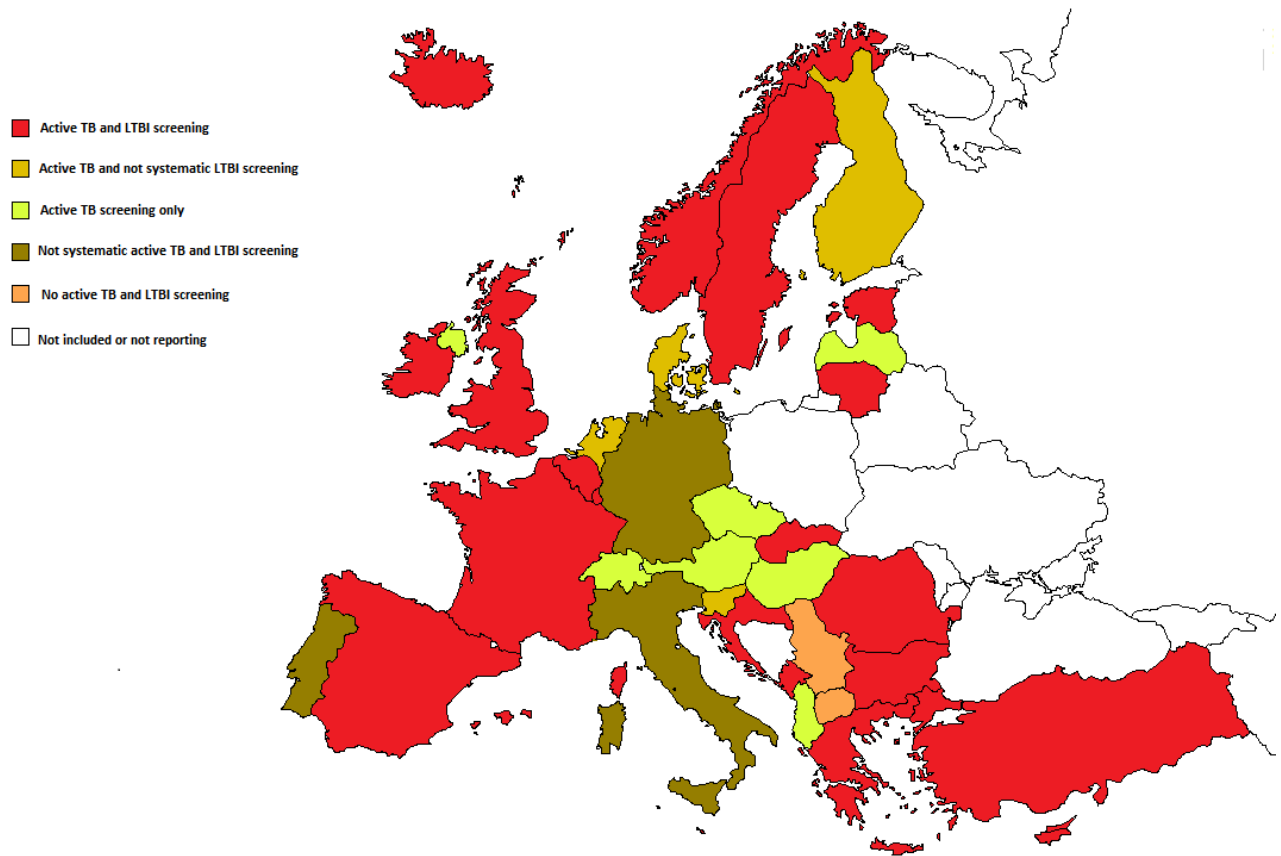 Active TB and LTBI screening
Active TB and not systematic LTBI screening
Active TB screening only
Not systematic active TB and LTBI screening
No active TB and LTBI screening
Not included or not reporting